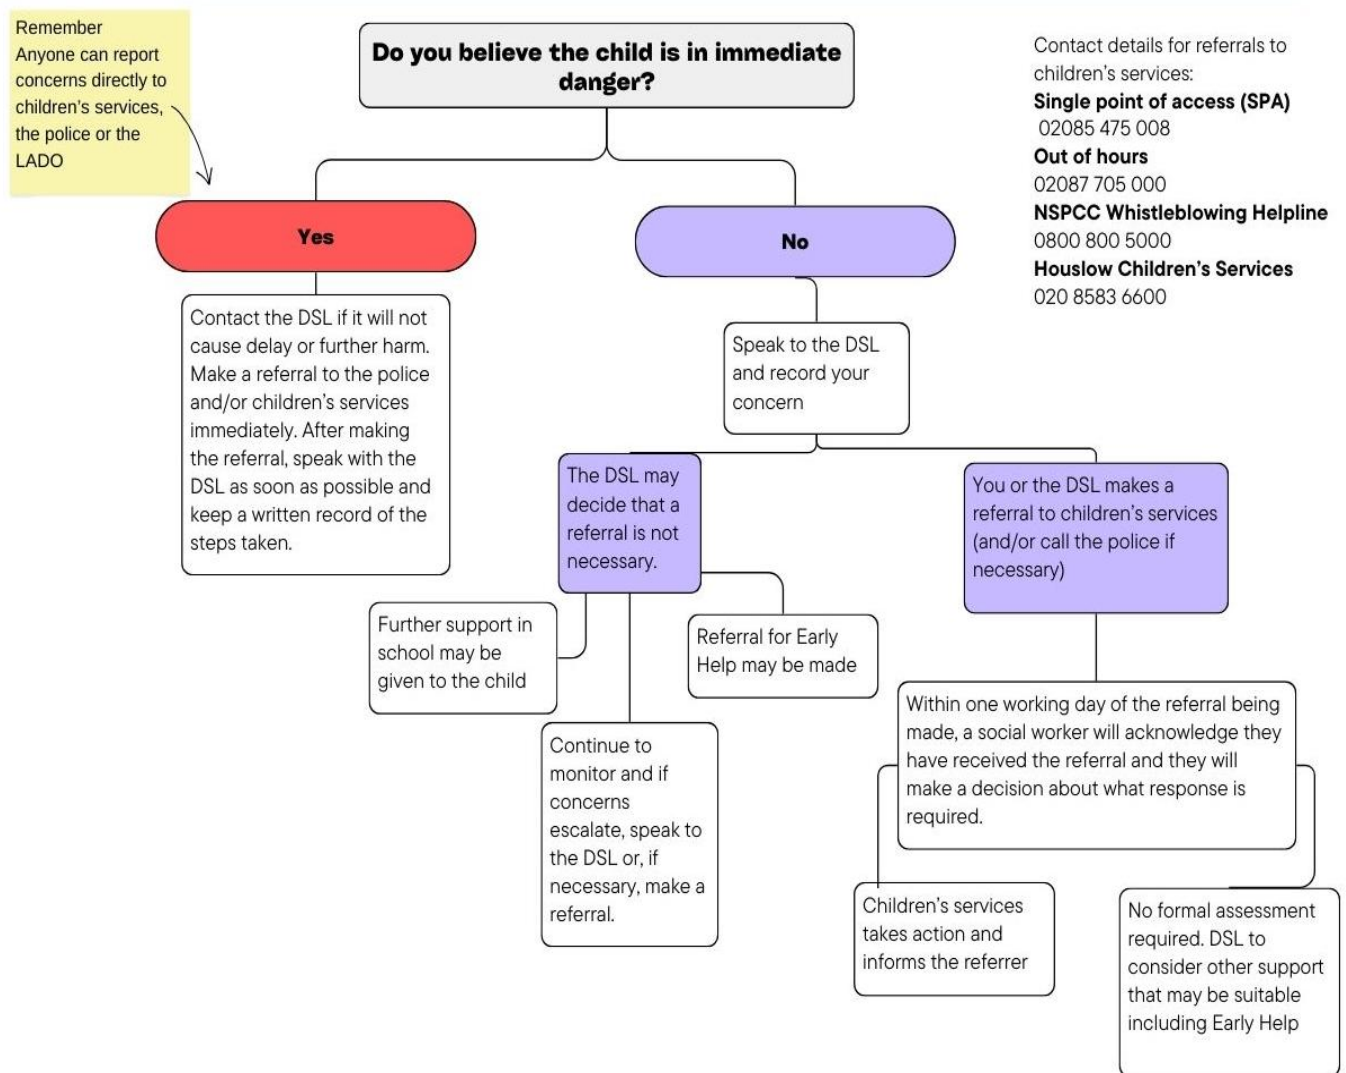 Remember
Anyone can report
concerns directly to
children's services,
the police or the
LADO
Do you believe the child is in immediate
danger?
Contact details for referrals to
children's services:
Single point of access (SPA)
02085 475 008
Out of hours
02087 705 000
NSPCC Whistleblowing Helpline
0800 800 5000
Houslow Children's Services
020 8583 6600
Yes
No
Contact the DSL if it will not
cause delay or further harm.
Make a referral to the police
and/or children's services
immediately. After making
the referral, speak with the
DSL as soon as possible and
keep a written record of the
steps taken.
Speak to the DSL
and record your
concern
The DSL may
decide that a
referral is not
necessary.
You or the DSL makes a
referral to children's services
(and/or call the police if
necessary)
Further support in
school may be
given to the child
Referral for Early
Help may be made
Continue to
monitor and if
concerns
escalate, speak to
the DSL or, if
necessary, make a
referral.
Within one working day of the referral being
made, a social worker will acknowledge they
have received the referral and they will
make a decision about what response is
required.
Children's services
takes action and
informs the referrer
No formal assessment
required. DSL to
consider other support
that may be suitable
including Early Help